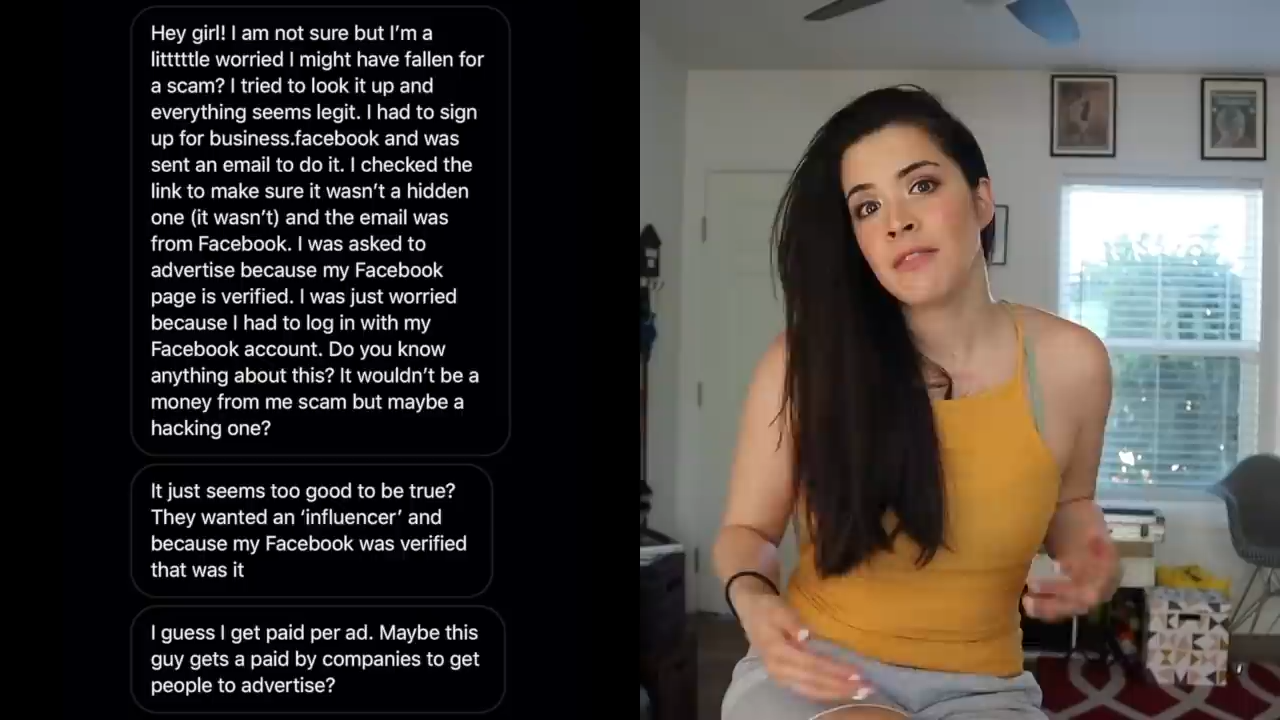 Hey girl! I am not sure but I’m a
litttttle worried I might have fallen for
a scam? I tried to look it up and
everything seems legit. I had to sign
up for business.facebook and was
sent an email to do it. I checked the
link to make sure it wasn’t a hidden
one (it wasn’t) and the email was
from Facebook. I was asked to
advertise because my Facebook
page is verified. I was just worried
because I had to log in with my
Facebook account. Do you know
anything about this? It wouldn’t be a
money from me scam but maybe a
hacking one?
It just seems too good to be true?
They wanted an ‘influencer’ and
because my Facebook was verified
that was it
I guess I get paid per ad. Maybe this
guy gets a paid by companies to get
people to advertise?